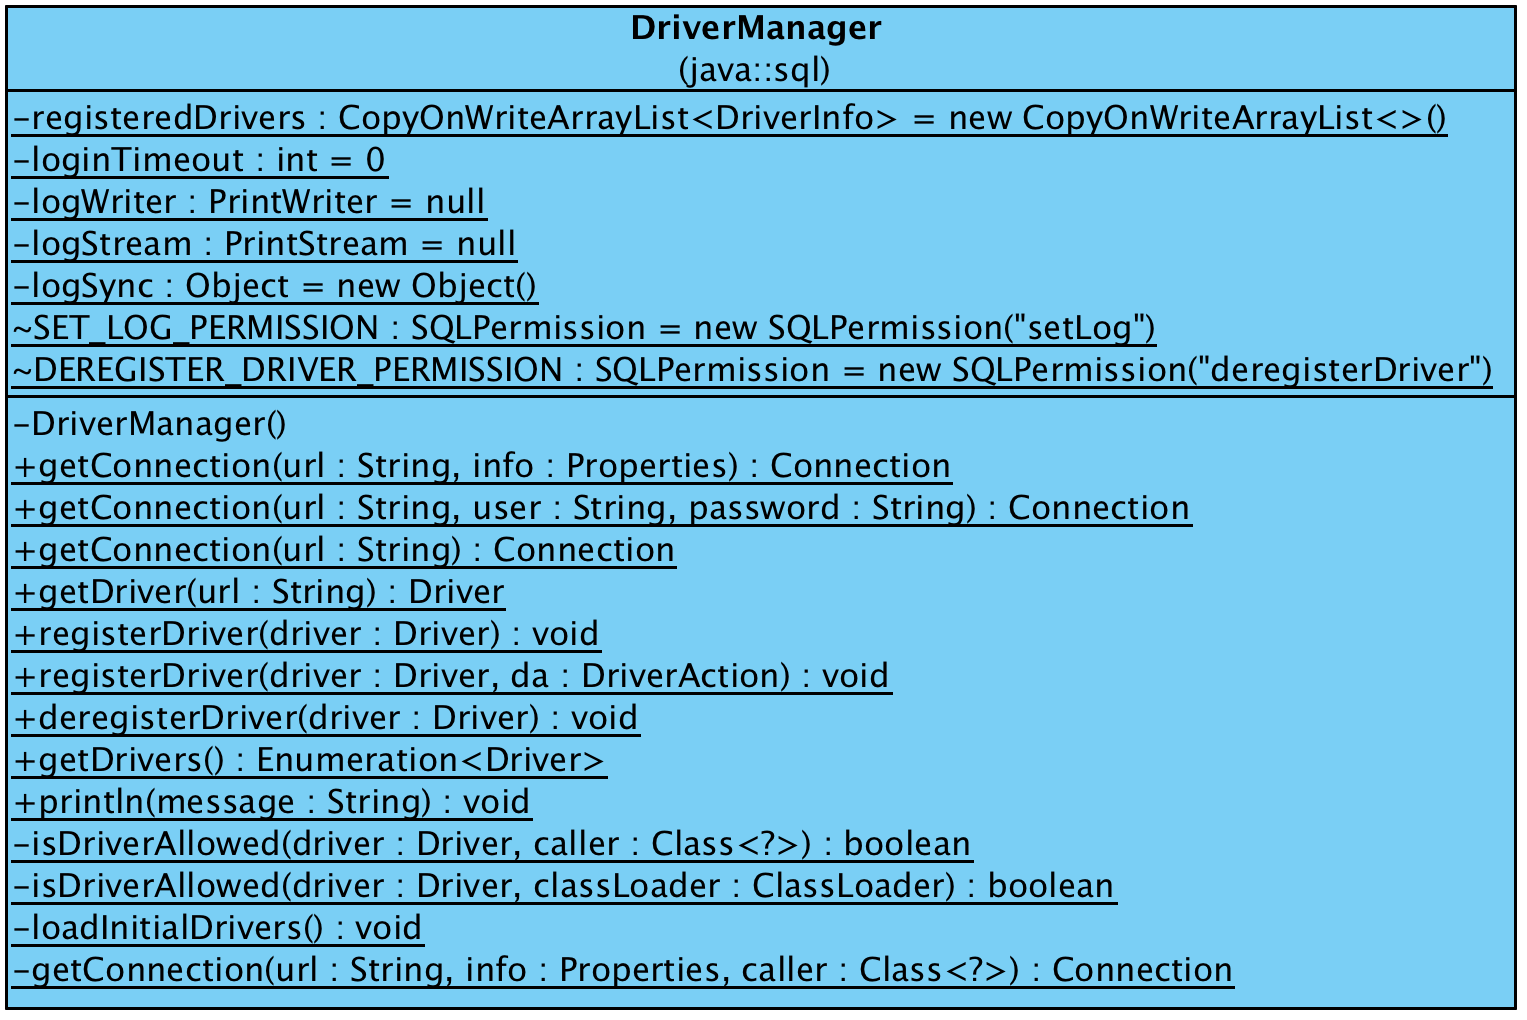 DriverManager
(java::sql)
-registeredDrivers : CopyOnWriteArrayList<DriverInfo> = new CopyOnWriteArrayList<>()
-loginTimeout : int = 0
-logWriter : PrintWriter = null
-logStream : PrintStream = null
-logSync : Object = new Object()
~SET_LOG_PERMISSION : SQLPermission = new SQLPermission("setLog")
~DEREGISTER_DRIVER_PERMISSION : SQLPermission = new SQLPermission("deregisterDriver")
-DriverManager()
+getConnection(url : String, info : Properties) : Connection
+getConnection(url : String, user : String, password : String) : Connection
+getConnection(url : String) : Connection
+getDriver(url : String) : Driver
+registerDriver(driver : Driver) : void
+registerDriver(driver : Driver, da : DriverAction) : void
+deregisterDriver(driver : Driver) : void
+getDrivers() : Enumeration<Driver>
+println(message : String) : void
-isDriverAllowed(driver : Driver, caller : Class<?>) : boolean
-isDriverAllowed(driver : Driver, classLoader : ClassLoader) : boolean
-loadInitialDrivers() : void
-getConnection(url : String, info : Properties, caller : Class<?>) : Connection